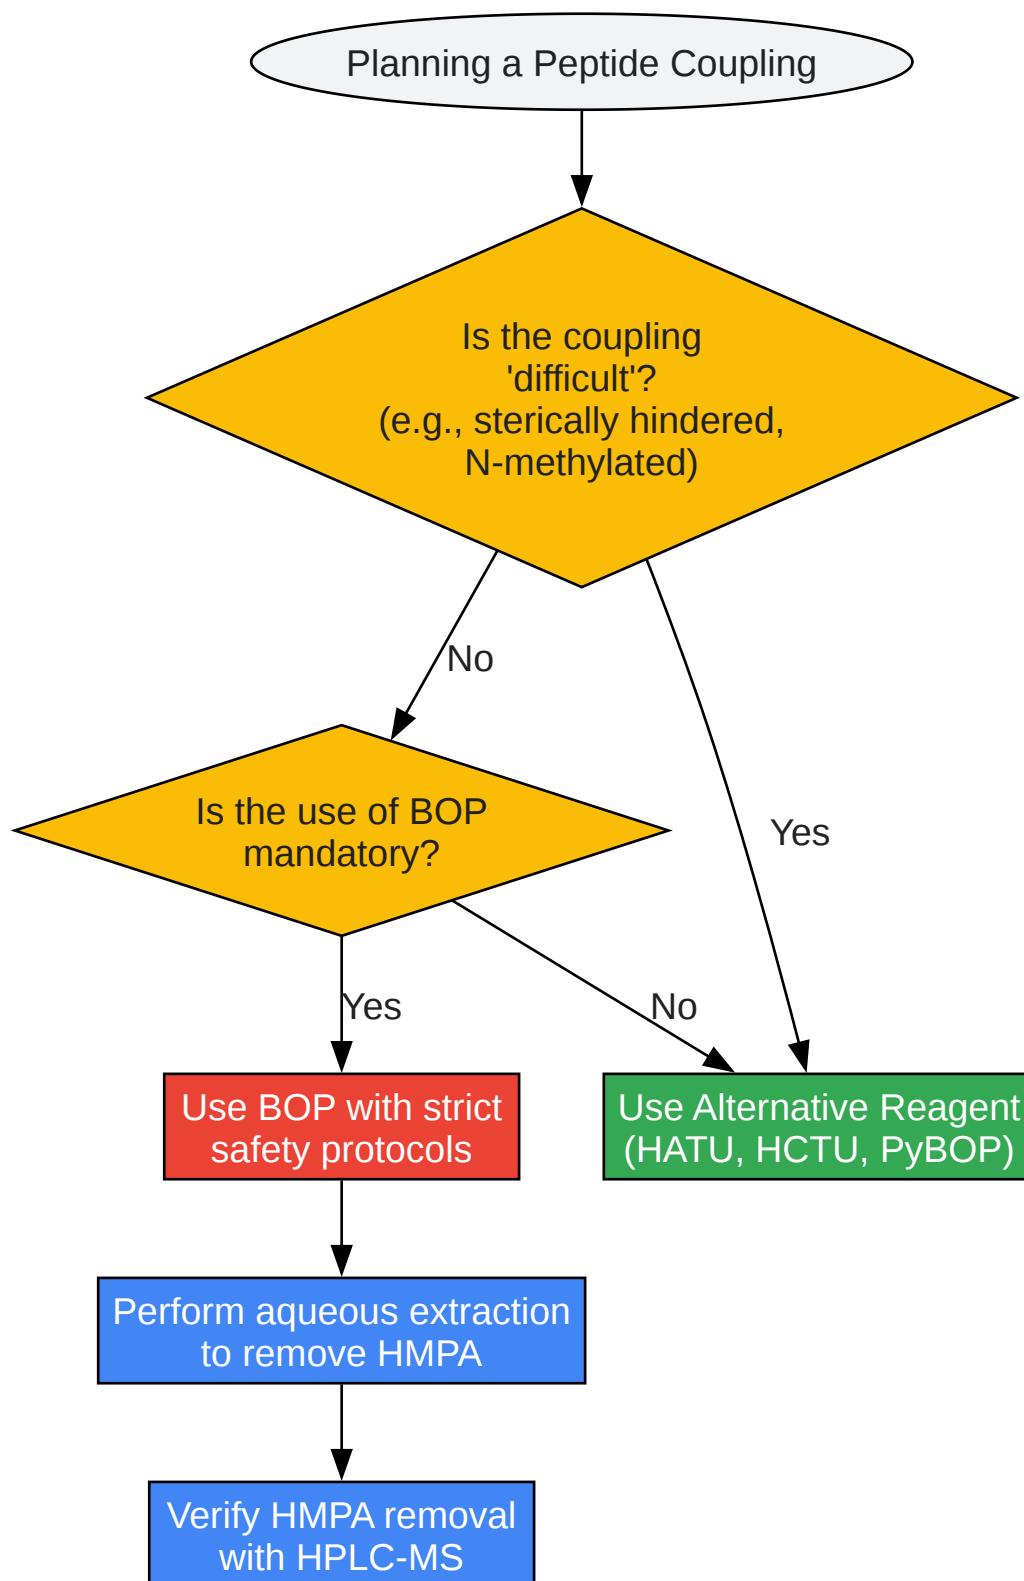 Planning a Peptide Coupling
Is the coupling
'difficult'?
(e.g., sterically hindered,
N-methylated)
No
Yes
Is the use of BOP
mandatory?
Yes
No
Use BOP with strict
safety protocols
Use Alternative Reagent
(HATU, HCTU, PyBOP)
Perform aqueous extraction
to remove HMPA
Verify HMPA removal
with HPLC-MS